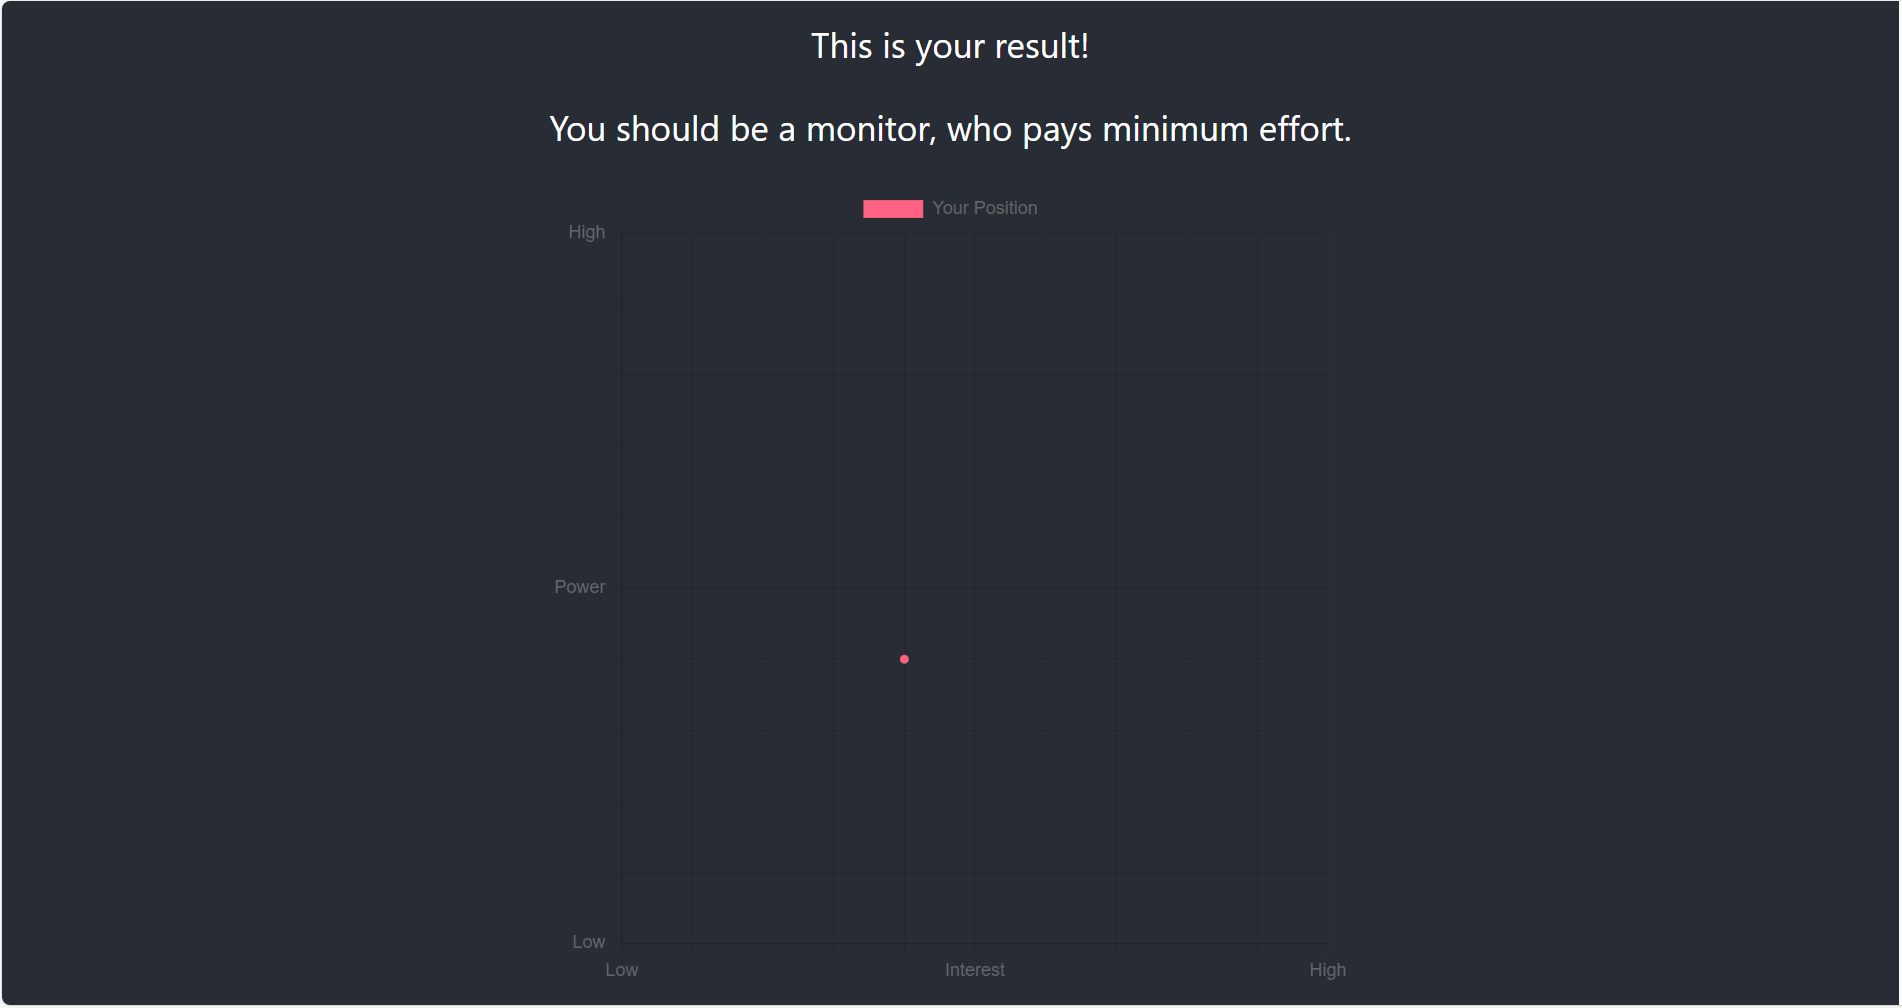 This is your result!
You should be a monitor, who pays minimum effort.
Your Position
High
Power
Low
Low Interest High